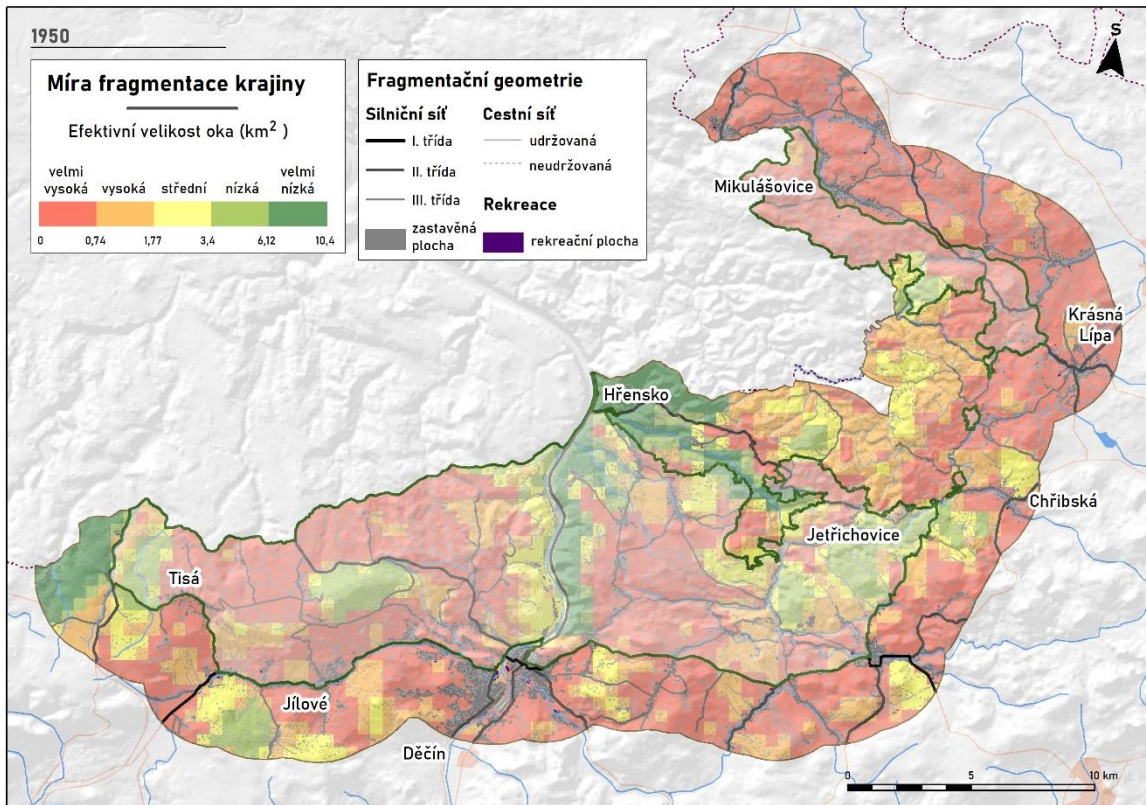 1950
Míra fragmentace krajiny
Efektivní velikost oka (km² )
velmi vysoká
vysoká
střední
nízká
velmi nízká
0
0,74
1,77
3,4
6,12
10,4
Fragmentační geometrie
Silniční síť
I. třída
II. třída
III. třída
zastavěná
plocha
Cestní síť
udržovaná
neudržovaná
Rekreace
rekreační plocha
S
Mikulášovice
Krásná
Lípa
Hřensko
Chřibská
Jetřichovice
Tisá
Jílové
Děčín
0
5
10 km